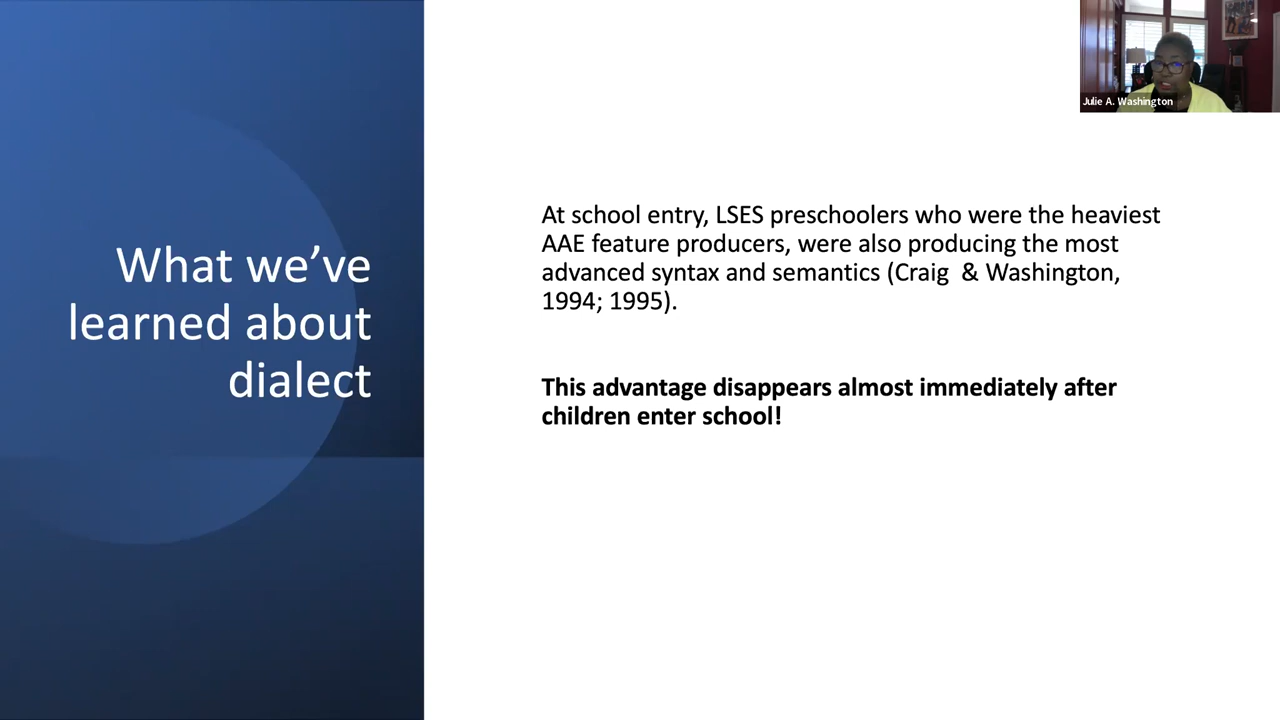 Julie A. Washington
What we’ve
learned about
dialect
At school entry, LSES preschoolers who were the heaviest
AAE feature producers, were also producing the most
advanced syntax and semantics (Craig  & Washington,
1994; 1995).
This advantage disappears almost immediately after
children enter school!